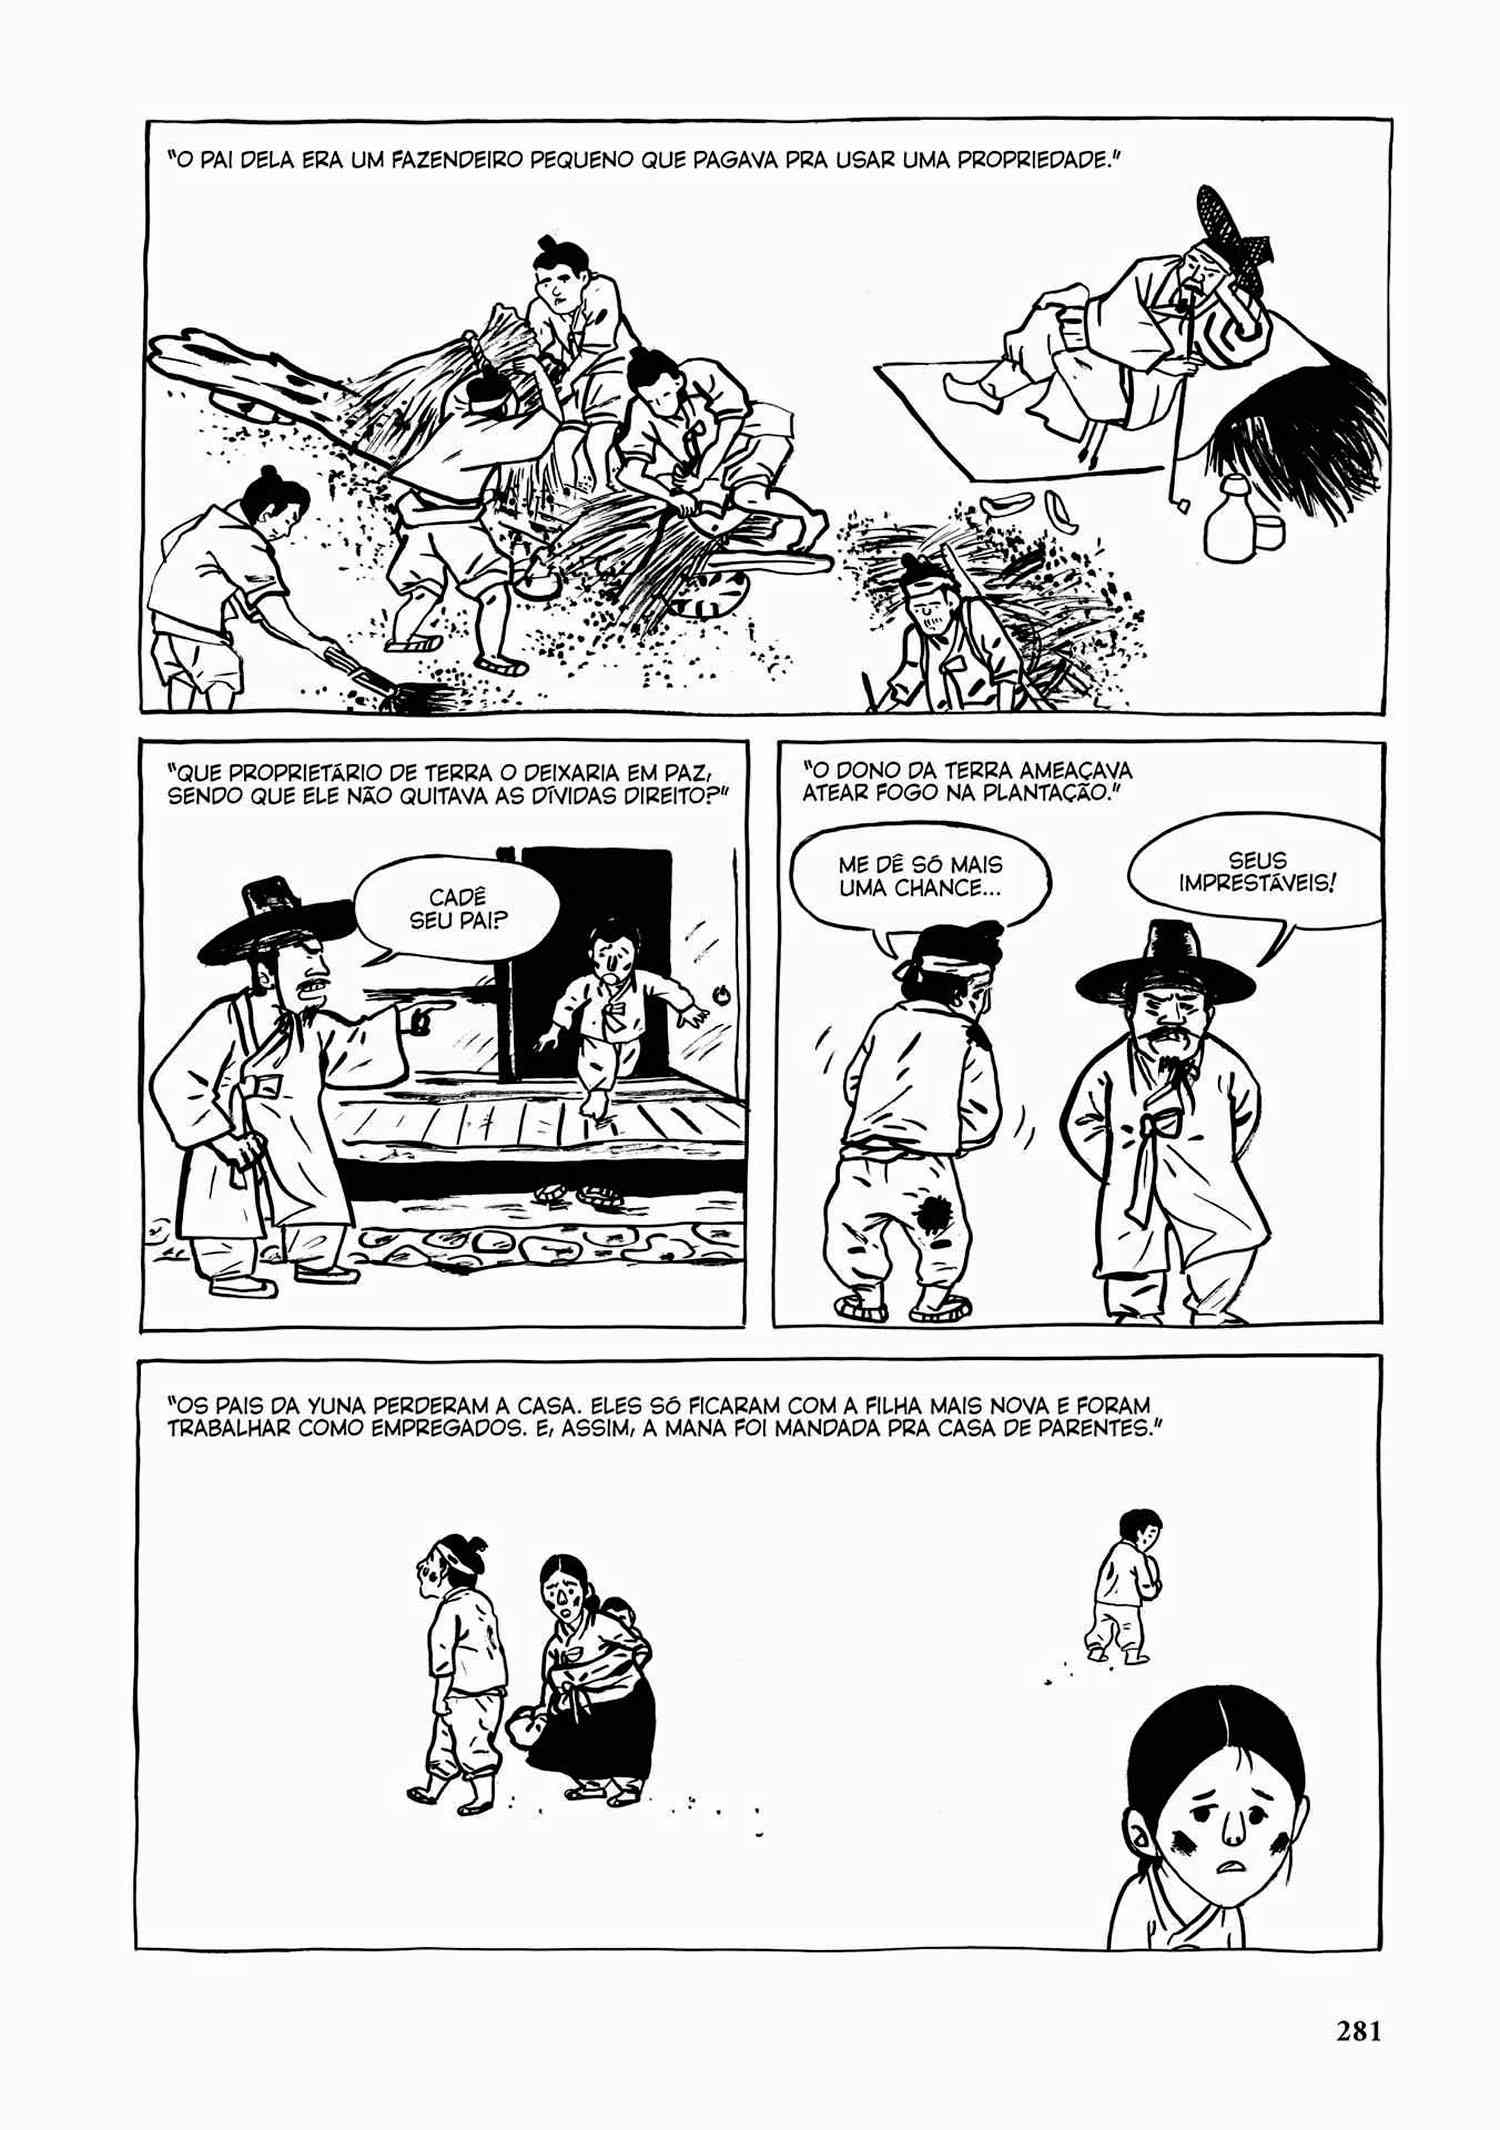 "O PAI DELA ERA UM FAZENDEIRO PEQUENO QUE PAGAVA PRA USAR UMA PROPRIEDADE."
"QUE PROPRIETÁRIO DE TERRA O DEIXARIA EM PAZ,
SENDO QUE ELE NÃO QUITAVA AS DÍVIDAS DIREITO?"
CADÊ
SEU PAI?
"O DONO DA TERRA AMEAÇAVA
ATEAR FOGO NA PLANTAÇÃO."
ME DÊ SÓ MAIS
UMA CHANCE...
SEUS
IMPRESTÁVEIS!
"OS PAIS DA YUNA PERDERAM A CASA. ELES SÓ FICARAM COM A FILHA MAIS NOVA E FORAM
TRABALHAR COMO EMPREGADOS. E, ASSIM, A MANA FOI MANDADA PRA CASA DE PARENTES."
281